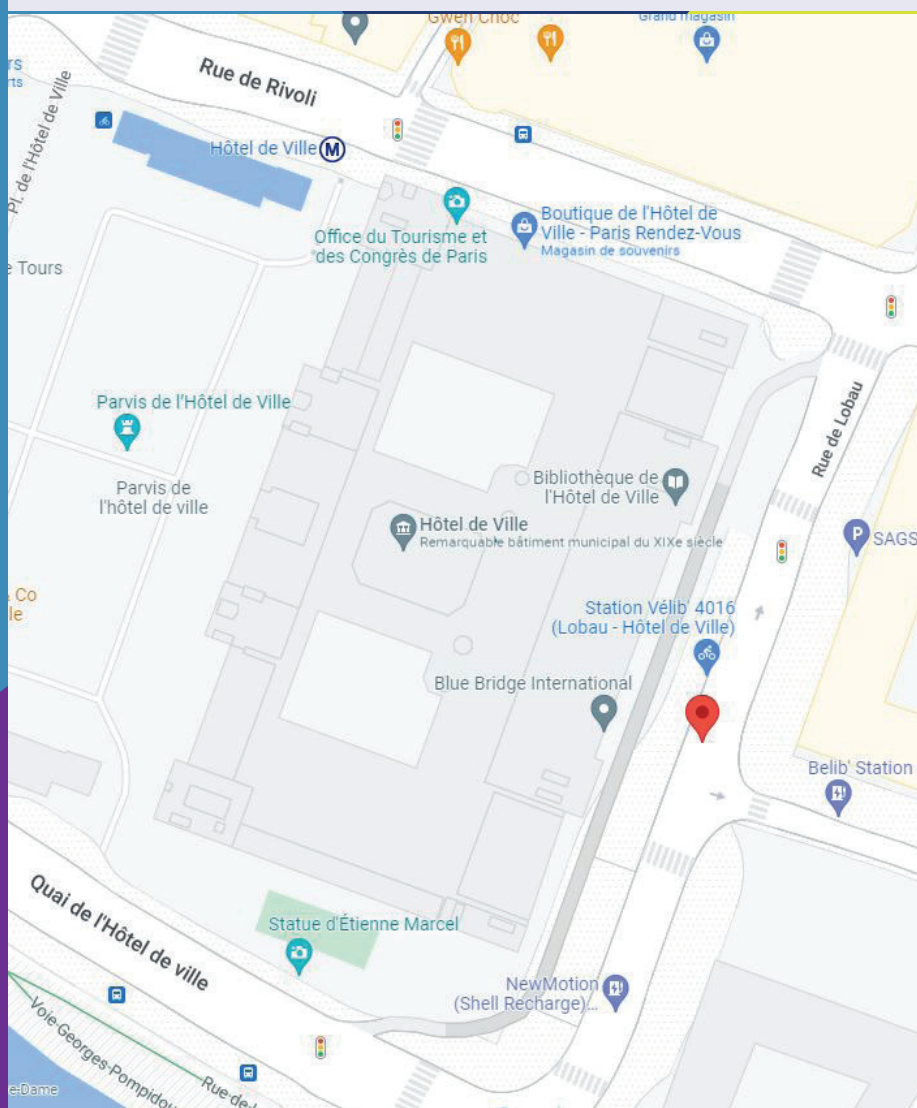 Gwen Choc
Grand magasin
Rue de Rivoli
Pl. de l'Hôtel de Ville
Hôtel de Ville M
Office du Tourisme et
des Congrès de Paris
Boutique de l'Hôtel de
Ville - Paris Rendez-Vous
Magasin de souvenirs
Tours
Parvis de l'Hôtel de Ville
Parvis de
l'hôtel de ville
Rue de Lobau
Bibliothèque de
l'Hôtel de Ville
Hôtel de Ville
Remarquable bâtiment municipal du XIXe siècle
P SAGS
Co
Station Vélib' 4016
(Lobau - Hôtel de Ville)
Blue Bridge International
Belib' Station
Quai de l'Hôtel de ville
Statue d'Étienne Marcel
NewMotion
(Shell Recharge)...
Voie Georges-Pompidou
Rue de
e-Dame